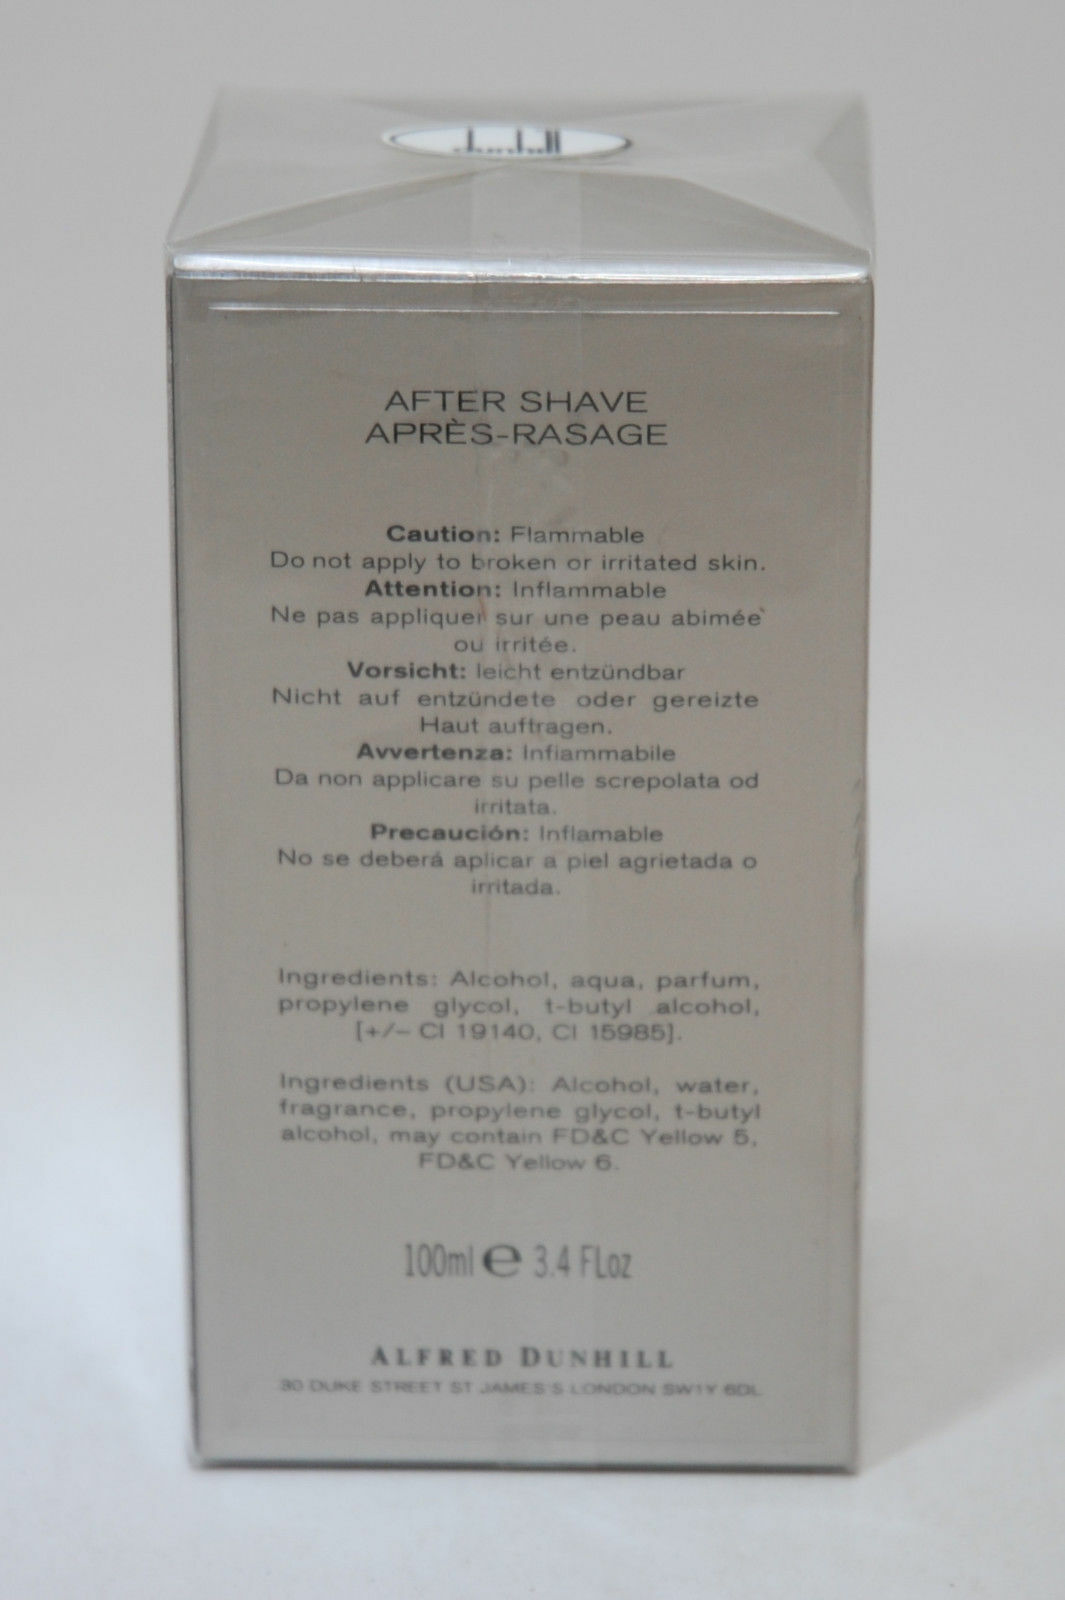 dunhill
AFTER SHAVE
APRÈS-RASAGE
Caution: Flammable
Do not apply to broken or irritated skin.
Attention: Inflammable
Ne pas appliquer sur une peau abimée
ou irritée.
Vorsicht: leicht entzündbar
Nicht auf entzündete oder gereizte
Haut auftragen.
Avvertenza: Infiammabile
Da non applicare su pelle screpolata od
irritata.
Precaución: Inflamable
No se deberá aplicar a piel agrietada o
irritada.
Ingredients: Alcohol, aqua, parfum,
propylene glycol, t-butyl alcohol,
[+/– CI 19140, CI 15985].
Ingredients (USA): Alcohol, water,
fragrance, propylene glycol, t-butyl
alcohol, may contain FD&C Yellow 5,
FD&C Yellow 6.
100ml e 3.4 FLoz
ALFRED DUNHILL
30 DUKE STREET ST JAMES'S LONDON SW1Y 6DL